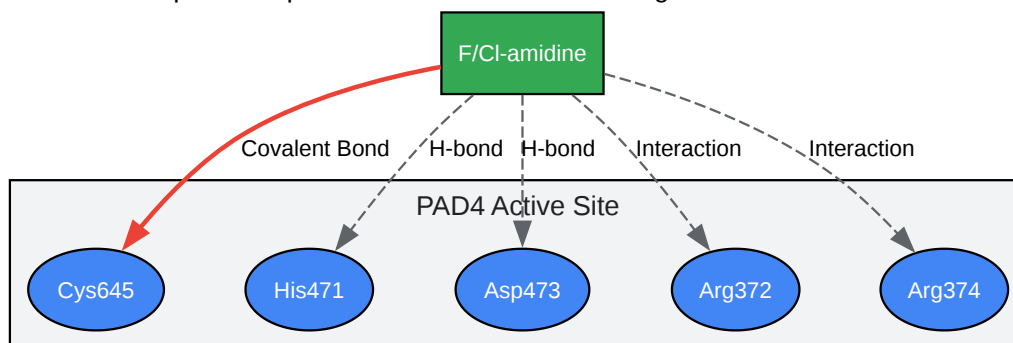 F/Cl-amidine
Covalent Bond
H-bond
H-bond
Interaction
Interaction
PAD4 Active Site
Cys645
His471
Asp473
Arg372
Arg374